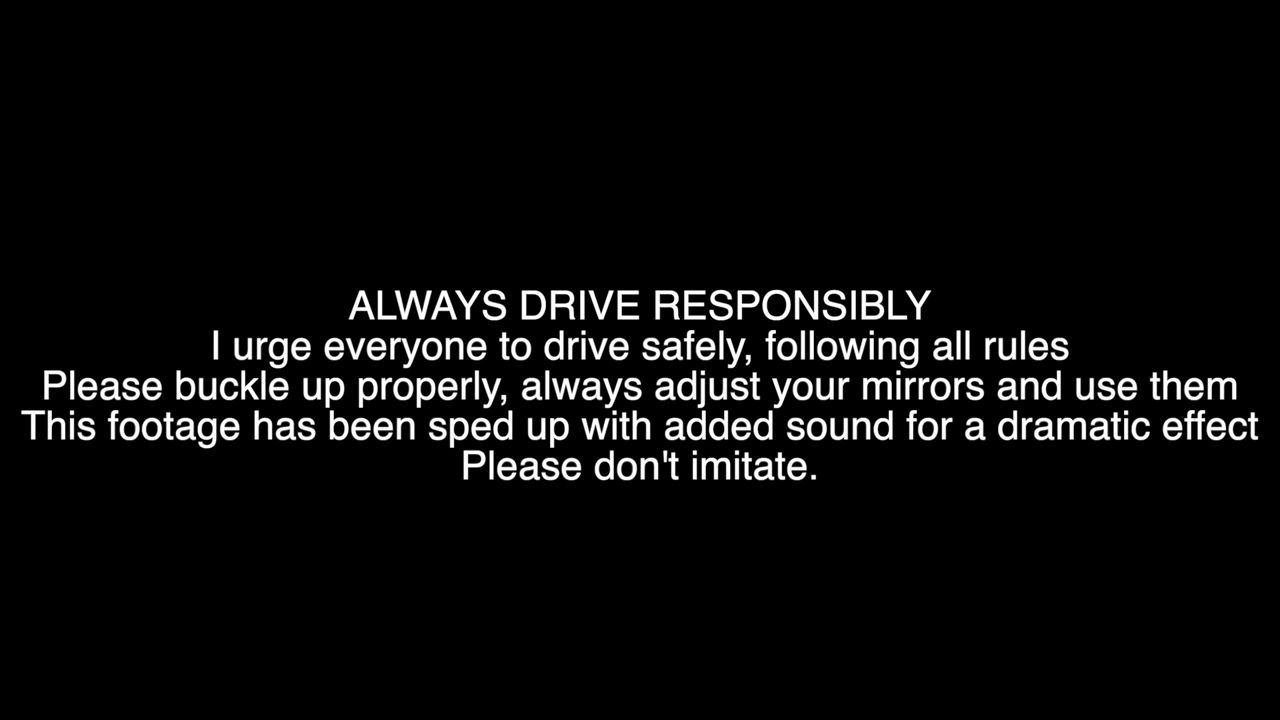 ALWAYS DRIVE RESPONSIBLY
I urge everyone to drive safely, following all rules
Please buckle up properly, always adjust your mirrors and use them
This footage has been sped up with added sound for a dramatic effect
Please don't imitate.